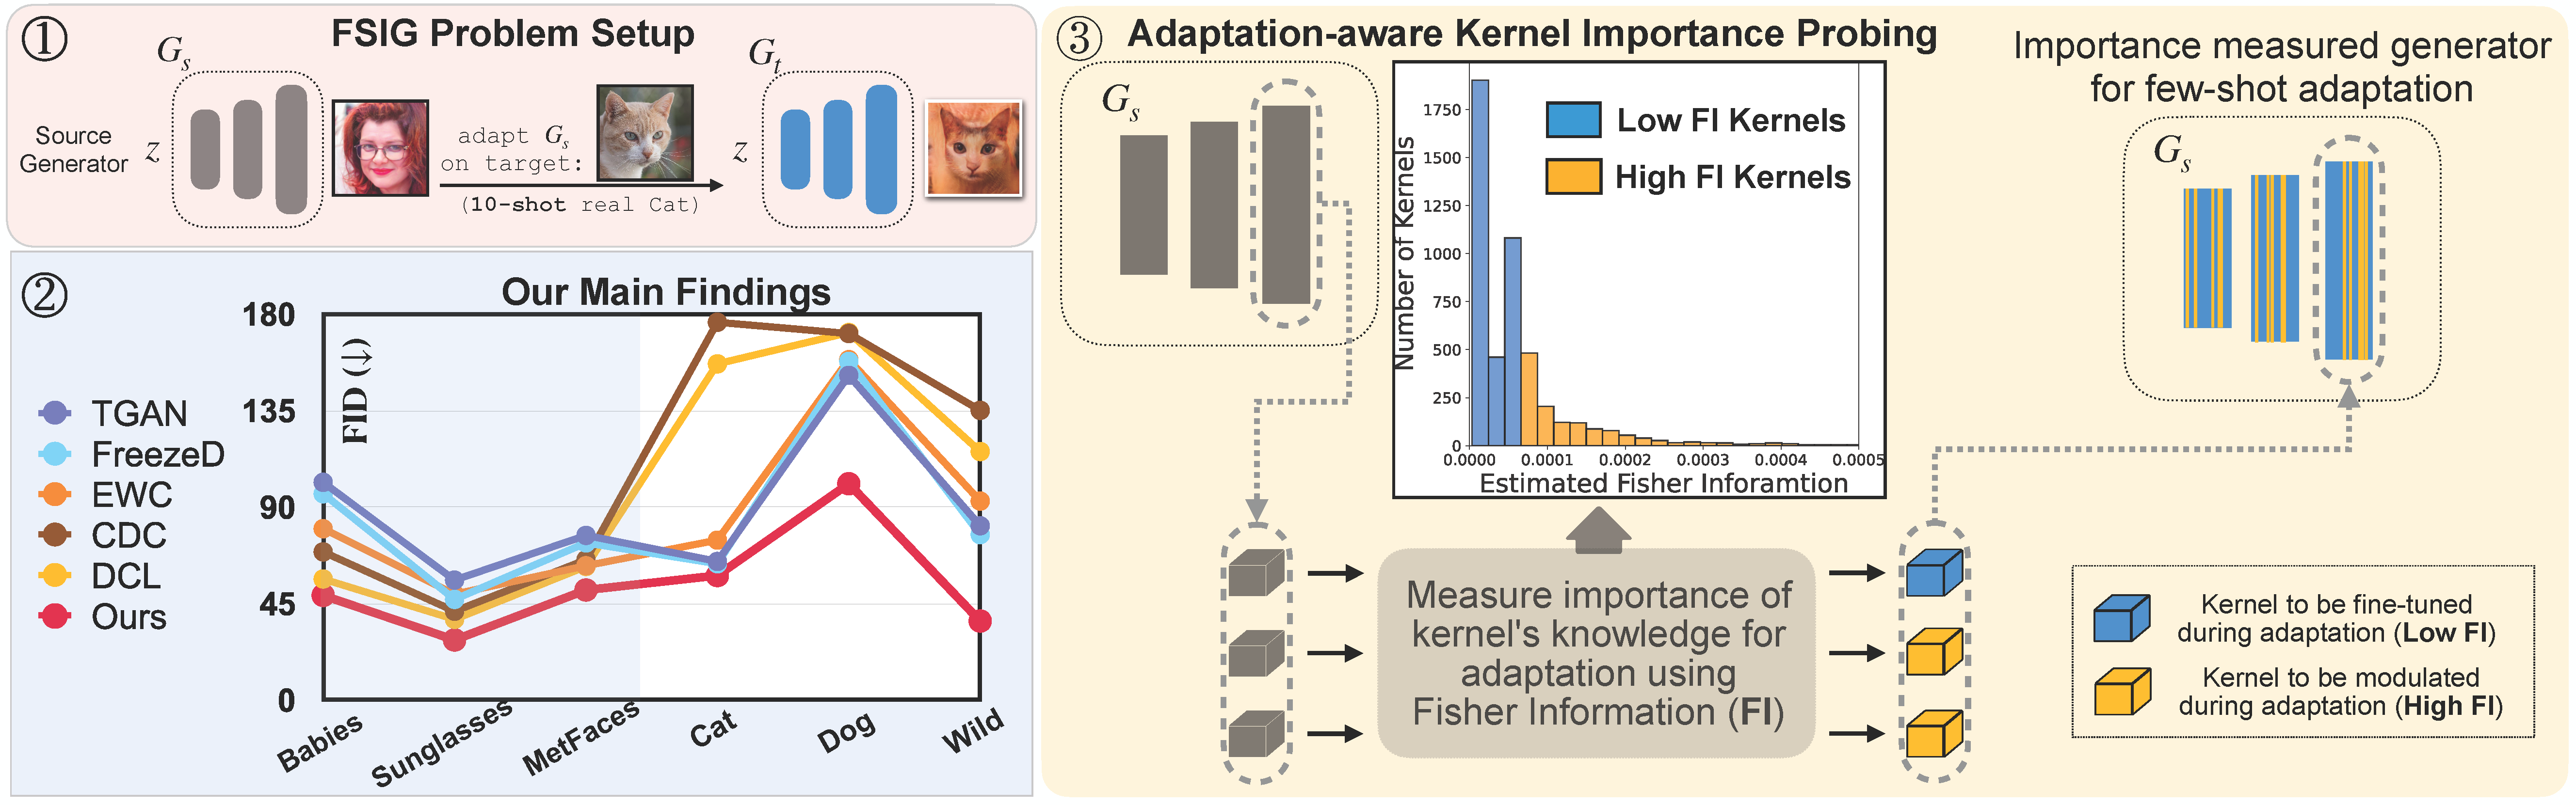 ①
FSIG Problem Setup
Gs
Gt
Source
Generator
z
adapt Gs
on target:
(10-shot real Cat)
z
②
Our Main Findings
FID (↓)
180
135
90
45
0
TGAN
FreezeD
EWC
CDC
DCL
Ours
Babies
Sunglasses
MetFaces
Cat
Dog
Wild
③
Adaptation-aware Kernel Importance Probing
Gs
Number of Kernels
1750
1500
1250
1000
750
500
250
0
Low FI Kernels
High FI Kernels
0.0000 0.0001 0.0002 0.0003 0.0004 0.0005
Estimated Fisher Inforamtion
Measure importance of
kernel's knowledge for
adaptation using
Fisher Information (FI)
Importance measured generator
for few-shot adaptation
Gs
Kernel to be fine-tuned
during adaptation (Low FI)
Kernel to be modulated
during adaptation (High FI)